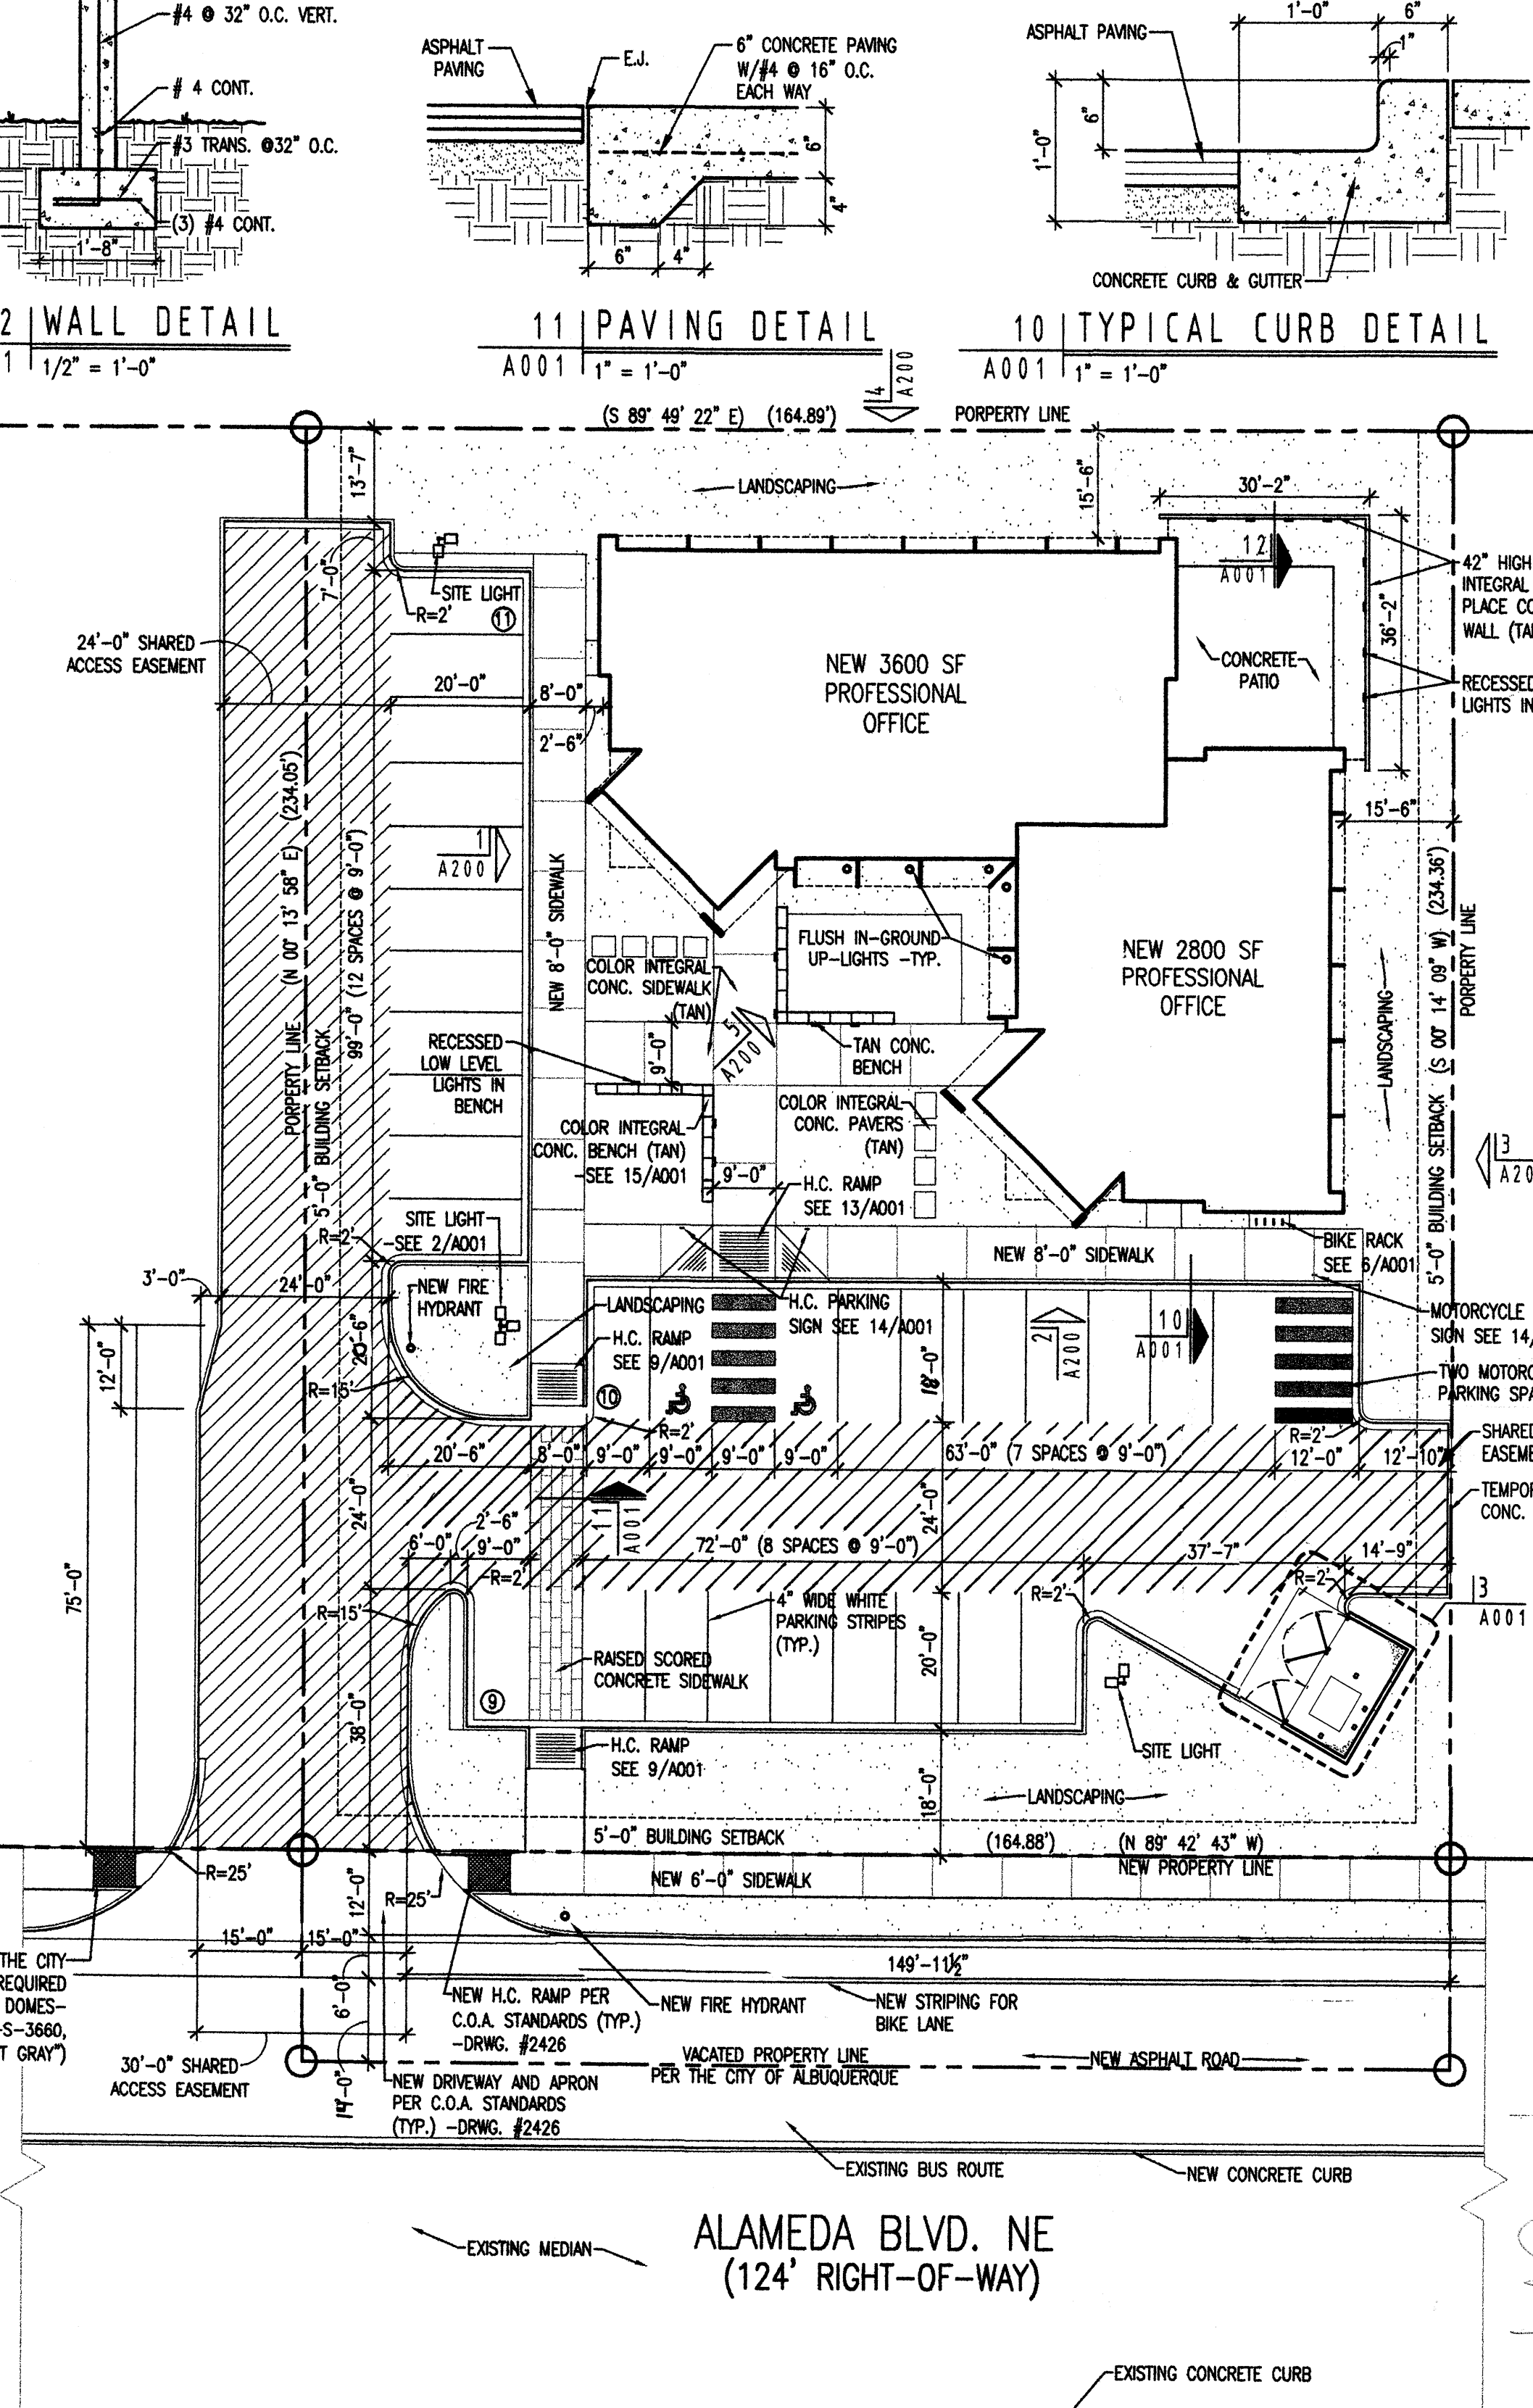 #4 @ 32" O.C. VERT.
# 4 CONT.
#3 TRANS. @32" O.C.
(3) #4 CONT.
1'-8"
2 WALL DETAIL
1 1/2" = 1'-0"
ASPHALT
PAVING
E.J.
6" CONCRETE PAVING
W/#4 @ 16" O.C.
EACH WAY
6"
4"
6"
4"
11 PAVING DETAIL
A001 1" = 1'-0"
ASPHALT PAVING
1'-0"
6"
1"
6"
1'-0"
CONCRETE CURB & GUTTER
10 TYPICAL CURB DETAIL
A001 1" = 1'-0"
4
A200
(S 89° 49' 22" E) (164.89')
PORPERTY LINE
13'-7"
LANDSCAPING
15'-6"
30'-2"
12
A001
42" HIGH
INTEGRAL
PLACE
WALL
36'-2"
7'-0"
SITE LIGHT
R=2'
11
24'-0" SHARED
ACCESS EASEMENT
NEW 3600 SF
PROFESSIONAL
OFFICE
CONCRETE
PATIO
RECESSED
LIGHTS IN
20'-0"
8'-0"
2'-6"
15'-6"
PORPERTY LINE (N 00° 13' 58" E) (234.05')
5'-0" BUILDING SETBACK
99'-0" (12 SPACES @ 9'-0")
1
A200
NEW 8'-0" SIDEWALK
FLUSH IN-GROUND
UP-LIGHTS -TYP.
NEW 2800 SF
PROFESSIONAL
OFFICE
COLOR INTEGRAL
CONC. SIDEWALK
(TAN)
5
A200
TAN CONC.
BENCH
RECESSED
LOW LEVEL
LIGHTS IN
BENCH
9'-0"
COLOR INTEGRAL
CONC. BENCH (TAN)
-SEE 15/A001
COLOR INTEGRAL
CONC. PAVERS
(TAN)
9'-0"
H.C. RAMP
SEE 13/A001
LANDSCAPING
5'-0" BUILDING SETBACK (S 00° 14' 09" W) (234.36')
PORPERTY LINE
3
SITE LIGHT
-SEE 2/A001
R=2'
NEW 8'-0" SIDEWALK
BIKE RACK
SEE 6/A001
3'-0"
24'-0"
NEW FIRE
HYDRANT
LANDSCAPING
H.C. PARKING
SIGN SEE 14/A001
MOTORCYCLE
SIGN SEE
12'-0"
20'-6"
H.C. RAMP
SEE 9/A001
2
A200
10
A001
18'-0"
TWO
PARKING
R=15'
10
R=2'
R=2'
SHARED
20'-6"
8'-0"
9'-0"
9'-0"
9'-0"
9'-0"
63'-0" (7 SPACES @ 9'-0")
12'-0"
12'-10"
CONC.
24'-0"
11
A001
24'-0"
6'-0"
2'-6"
9'-0"
72'-0" (8 SPACES @ 9'-0")
37'-7"
14'-9"
R=2'
R=2'
R=2'
3
A001
75'-0"
R=15'
4" WIDE WHITE
PARKING STRIPES
(TYP.)
RAISED SCORED
CONCRETE SIDEWALK
20'-0"
9
38'-0"
H.C. RAMP
SEE 9/A001
SITE LIGHT
18'-0"
LANDSCAPING
5'-0" BUILDING SETBACK
(164.88')
(N 89° 42' 43" W)
NEW PROPERTY LINE
R=25'
NEW 6'-0" SIDEWALK
R=25'
12'-0"
15'-0"
15'-0"
149'-11½"
THE CITY
REQUIRED
DOMES-
-S-3660,
GRAY")
6'-0"
NEW H.C. RAMP PER
C.O.A. STANDARDS (TYP.)
-DRWG. #2426
NEW FIRE HYDRANT
NEW STRIPING FOR
BIKE LANE
30'-0" SHARED
ACCESS EASEMENT
14'-0"
VACATED PROPERTY LINE
PER THE CITY OF ALBUQUERQUE
NEW ASPHALT ROAD
NEW DRIVEWAY AND APRON
PER C.O.A. STANDARDS
(TYP.) -DRWG. #2426
EXISTING BUS ROUTE
NEW CONCRETE CURB
EXISTING MEDIAN
ALAMEDA BLVD. NE
(124' RIGHT-OF-WAY)
EXISTING CONCRETE CURB